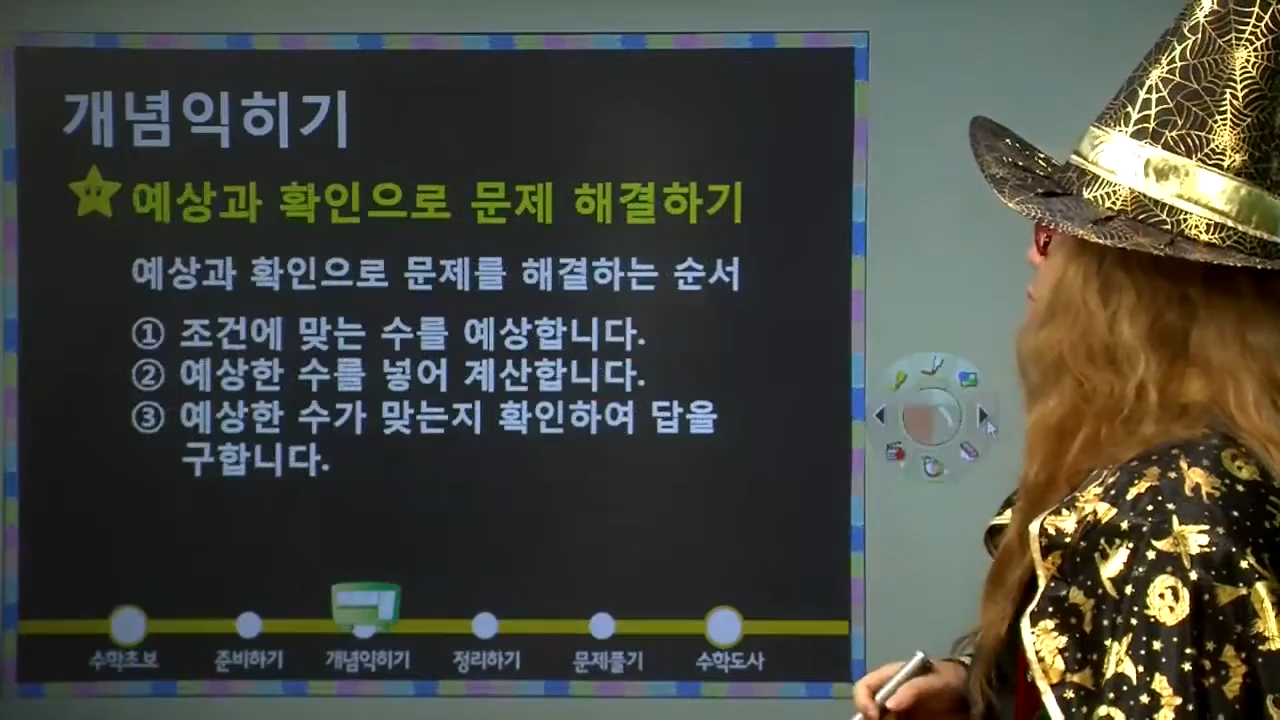 개념익히기
예상과 확인으로 문제 해결하기
예상과 확인으로 문제를 해결하는 순서
① 조건에 맞는 수를 예상합니다.
② 예상한 수를 넣어 계산합니다.
③ 예상한 수가 맞는지 확인하여 답을
구합니다.
수학초보 준비하기 개념익히기 정리하기 문제풀기 수학도사